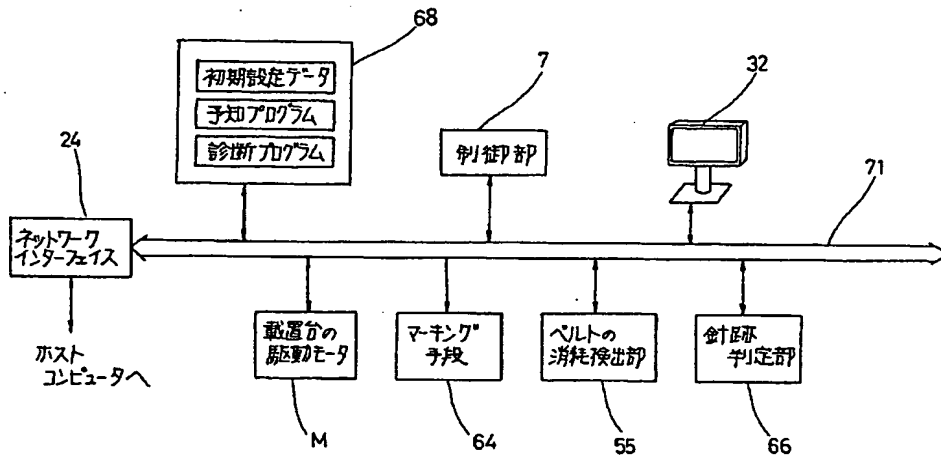 68
初期設定データ
予知プログラム
診断プログラム
7
制御部
32
24
71
ネットワーク
インターフェイス
ホスト
コンピュータへ
載置台の
駆動モータ
マーキング
手段
ベルトの
消耗検出部
針跡
判定部
M
64
55
66